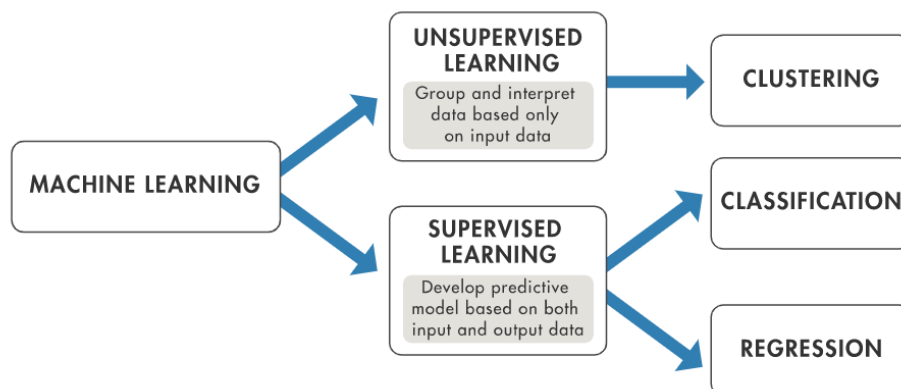 MACHINE LEARNING
UNSUPERVISED
LEARNING
Group and interpret
data based only
on input data
SUPERVISED
LEARNING
Develop predictive
model based on both
input and output data
CLUSTERING
CLASSIFICATION
REGRESSION